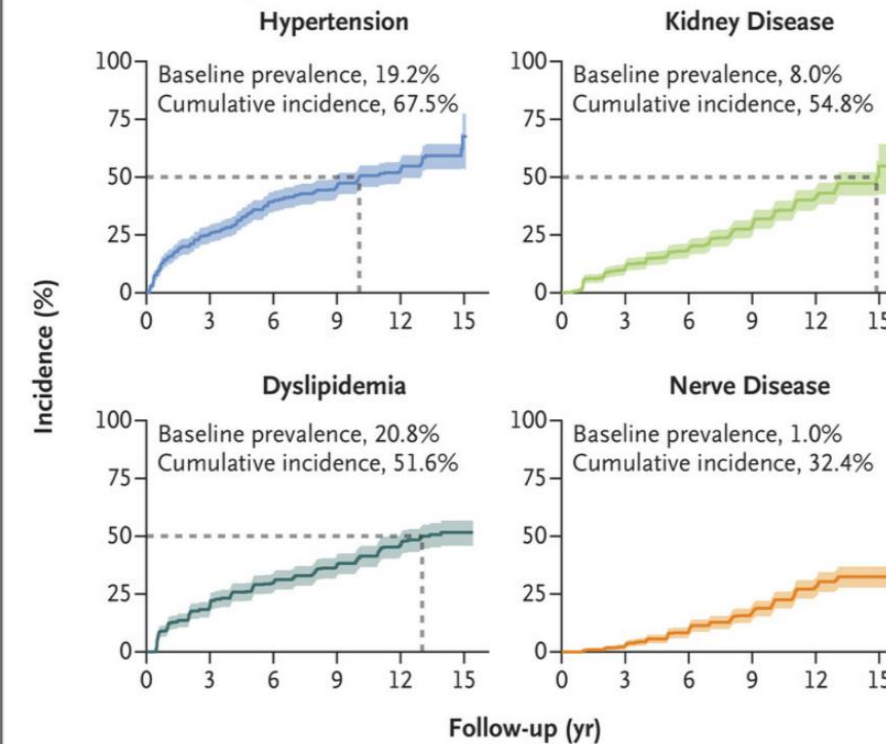 Hypertension
100
Baseline prevalence, 19.2%
Cumulative incidence, 67.5%
75
50
25
0
0 3 6 9 12 15
Kidney Disease
100
Baseline prevalence, 8.0%
Cumulative incidence, 54.8%
75
50
25
0
0 3 6 9 12 15
Incidence (%)
Dyslipidemia
100
Baseline prevalence, 20.8%
Cumulative incidence, 51.6%
75
50
25
0
0 3 6 9 12 15
Nerve Disease
100
Baseline prevalence, 1.0%
Cumulative incidence, 32.4%
75
50
25
0
0 3 6 9 12 15
Follow-up (yr)